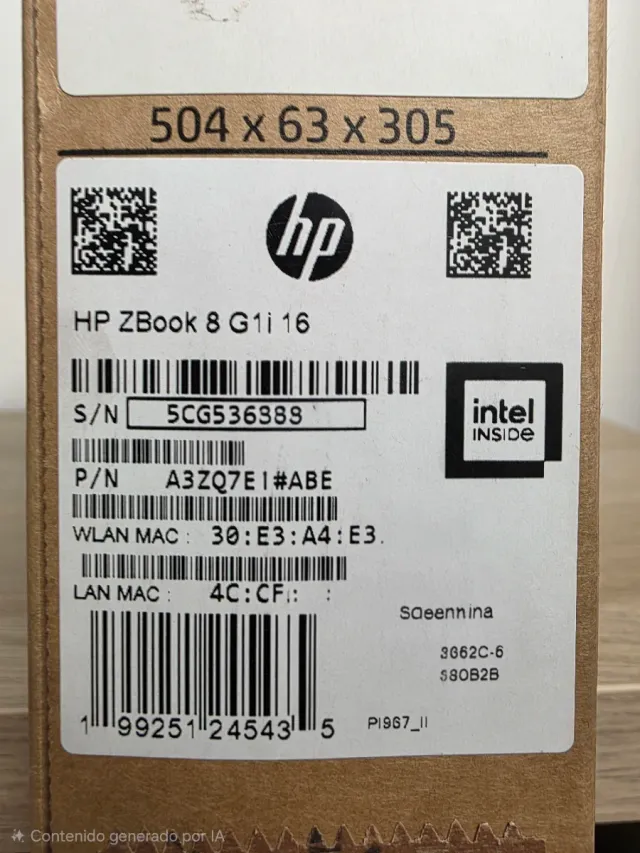 504 x 63 x 305
hp
HP ZBook 8 G1i 16
S/N 5CG536388
intel
INSIDe
P/N A3ZQ7E1#ABE
WLAN MAC : 30:E3:A4:E3.
LAN MAC : 4C:CF:: :
3662C-6
S80B2B
1 99251 24543 5
PI967_II
Contenido generado por IA